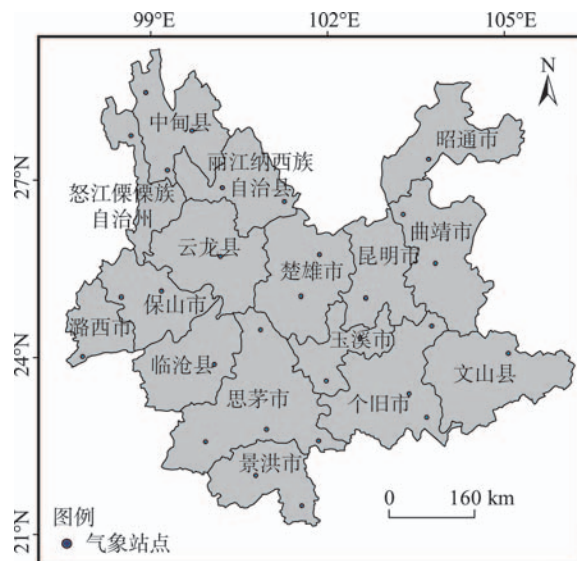 99°E
102°E
105°E
N
中甸县
昭通市
27°N
丽江纳西族
自治县
怒江傈僳族
自治州
曲靖市
云龙县
昆明市
楚雄市
保山市
潞西市
玉溪市
24°N
临沧县
文山县
思茅市
个旧市
景洪市
0 160 km
图例
21°N
气象站点